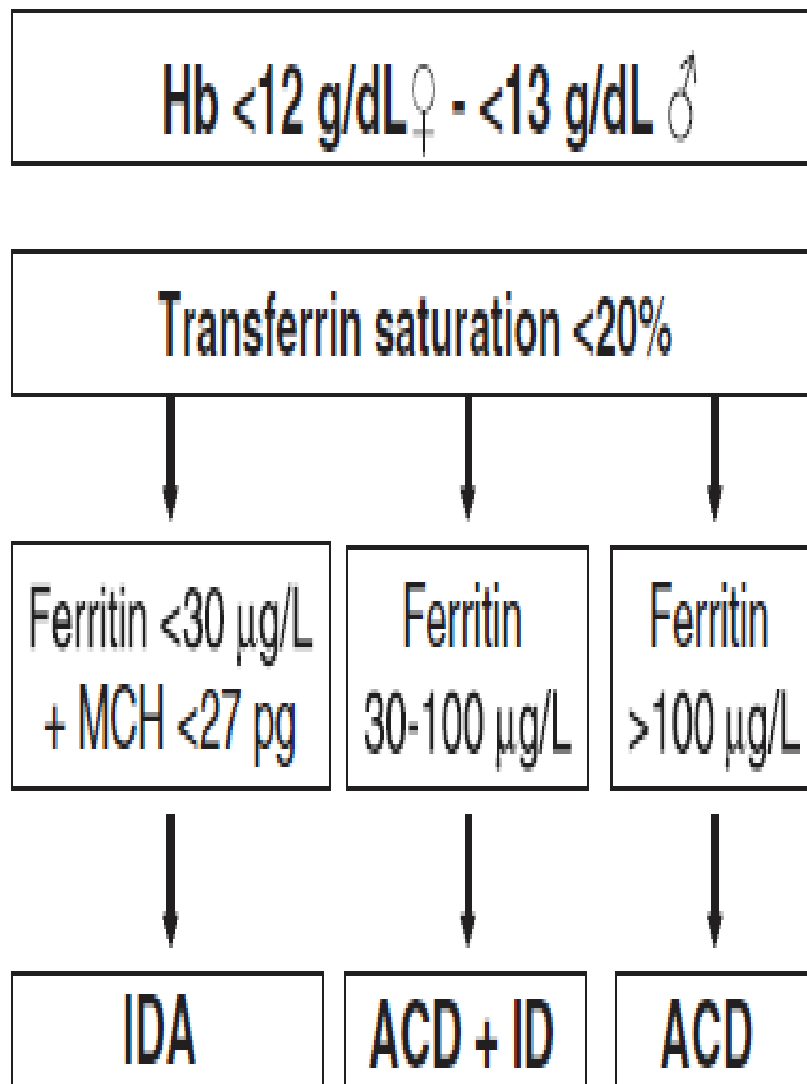 Hb <12 g/dL♀ - <13 g/dL ♂
Transferrin saturation <20%
Ferritin <30 µg/L
+ MCH <27 pg
Ferritin
30-100 µg/L
Ferritin
>100 µg/L
IDA
ACD + ID
ACD